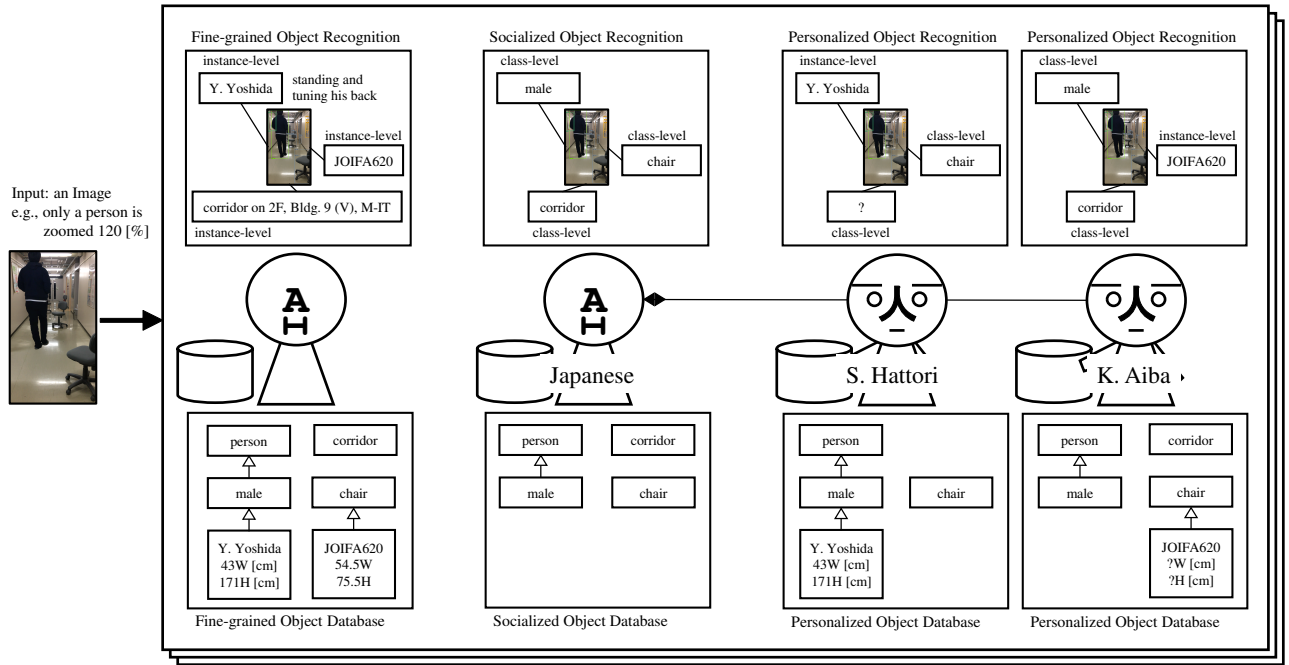 Fine-grained Object Recognition
instance-level
Y. Yoshida
standing and
tuning his back
instance-level
JOIFA620
corridor on 2F, Bldg. 9 (V), M-IT
instance-level
Socialized Object Recognition
class-level
male
class-level
chair
corridor
class-level
Personalized Object Recognition
instance-level
Y. Yoshida
class-level
chair
?
class-level
Personalized Object Recognition
class-level
male
instance-level
JOIFA620
corridor
class-level
Input: an Image
e.g., only a person is
zoomed 120 [%]
A
A
Japanese
人
S. Hattori
人
K. Aiba
person
corridor
male
chair
Y. Yoshida
43W [cm]
171H [cm]
JOIFA620
54.5W
75.5H
Fine-grained Object Database
person
corridor
male
chair
Socialized Object Database
person
male
chair
Y. Yoshida
43W [cm]
171H [cm]
Personalized Object Database
person
corridor
male
chair
JOIFA620
?W [cm]
?H [cm]
Personalized Object Database